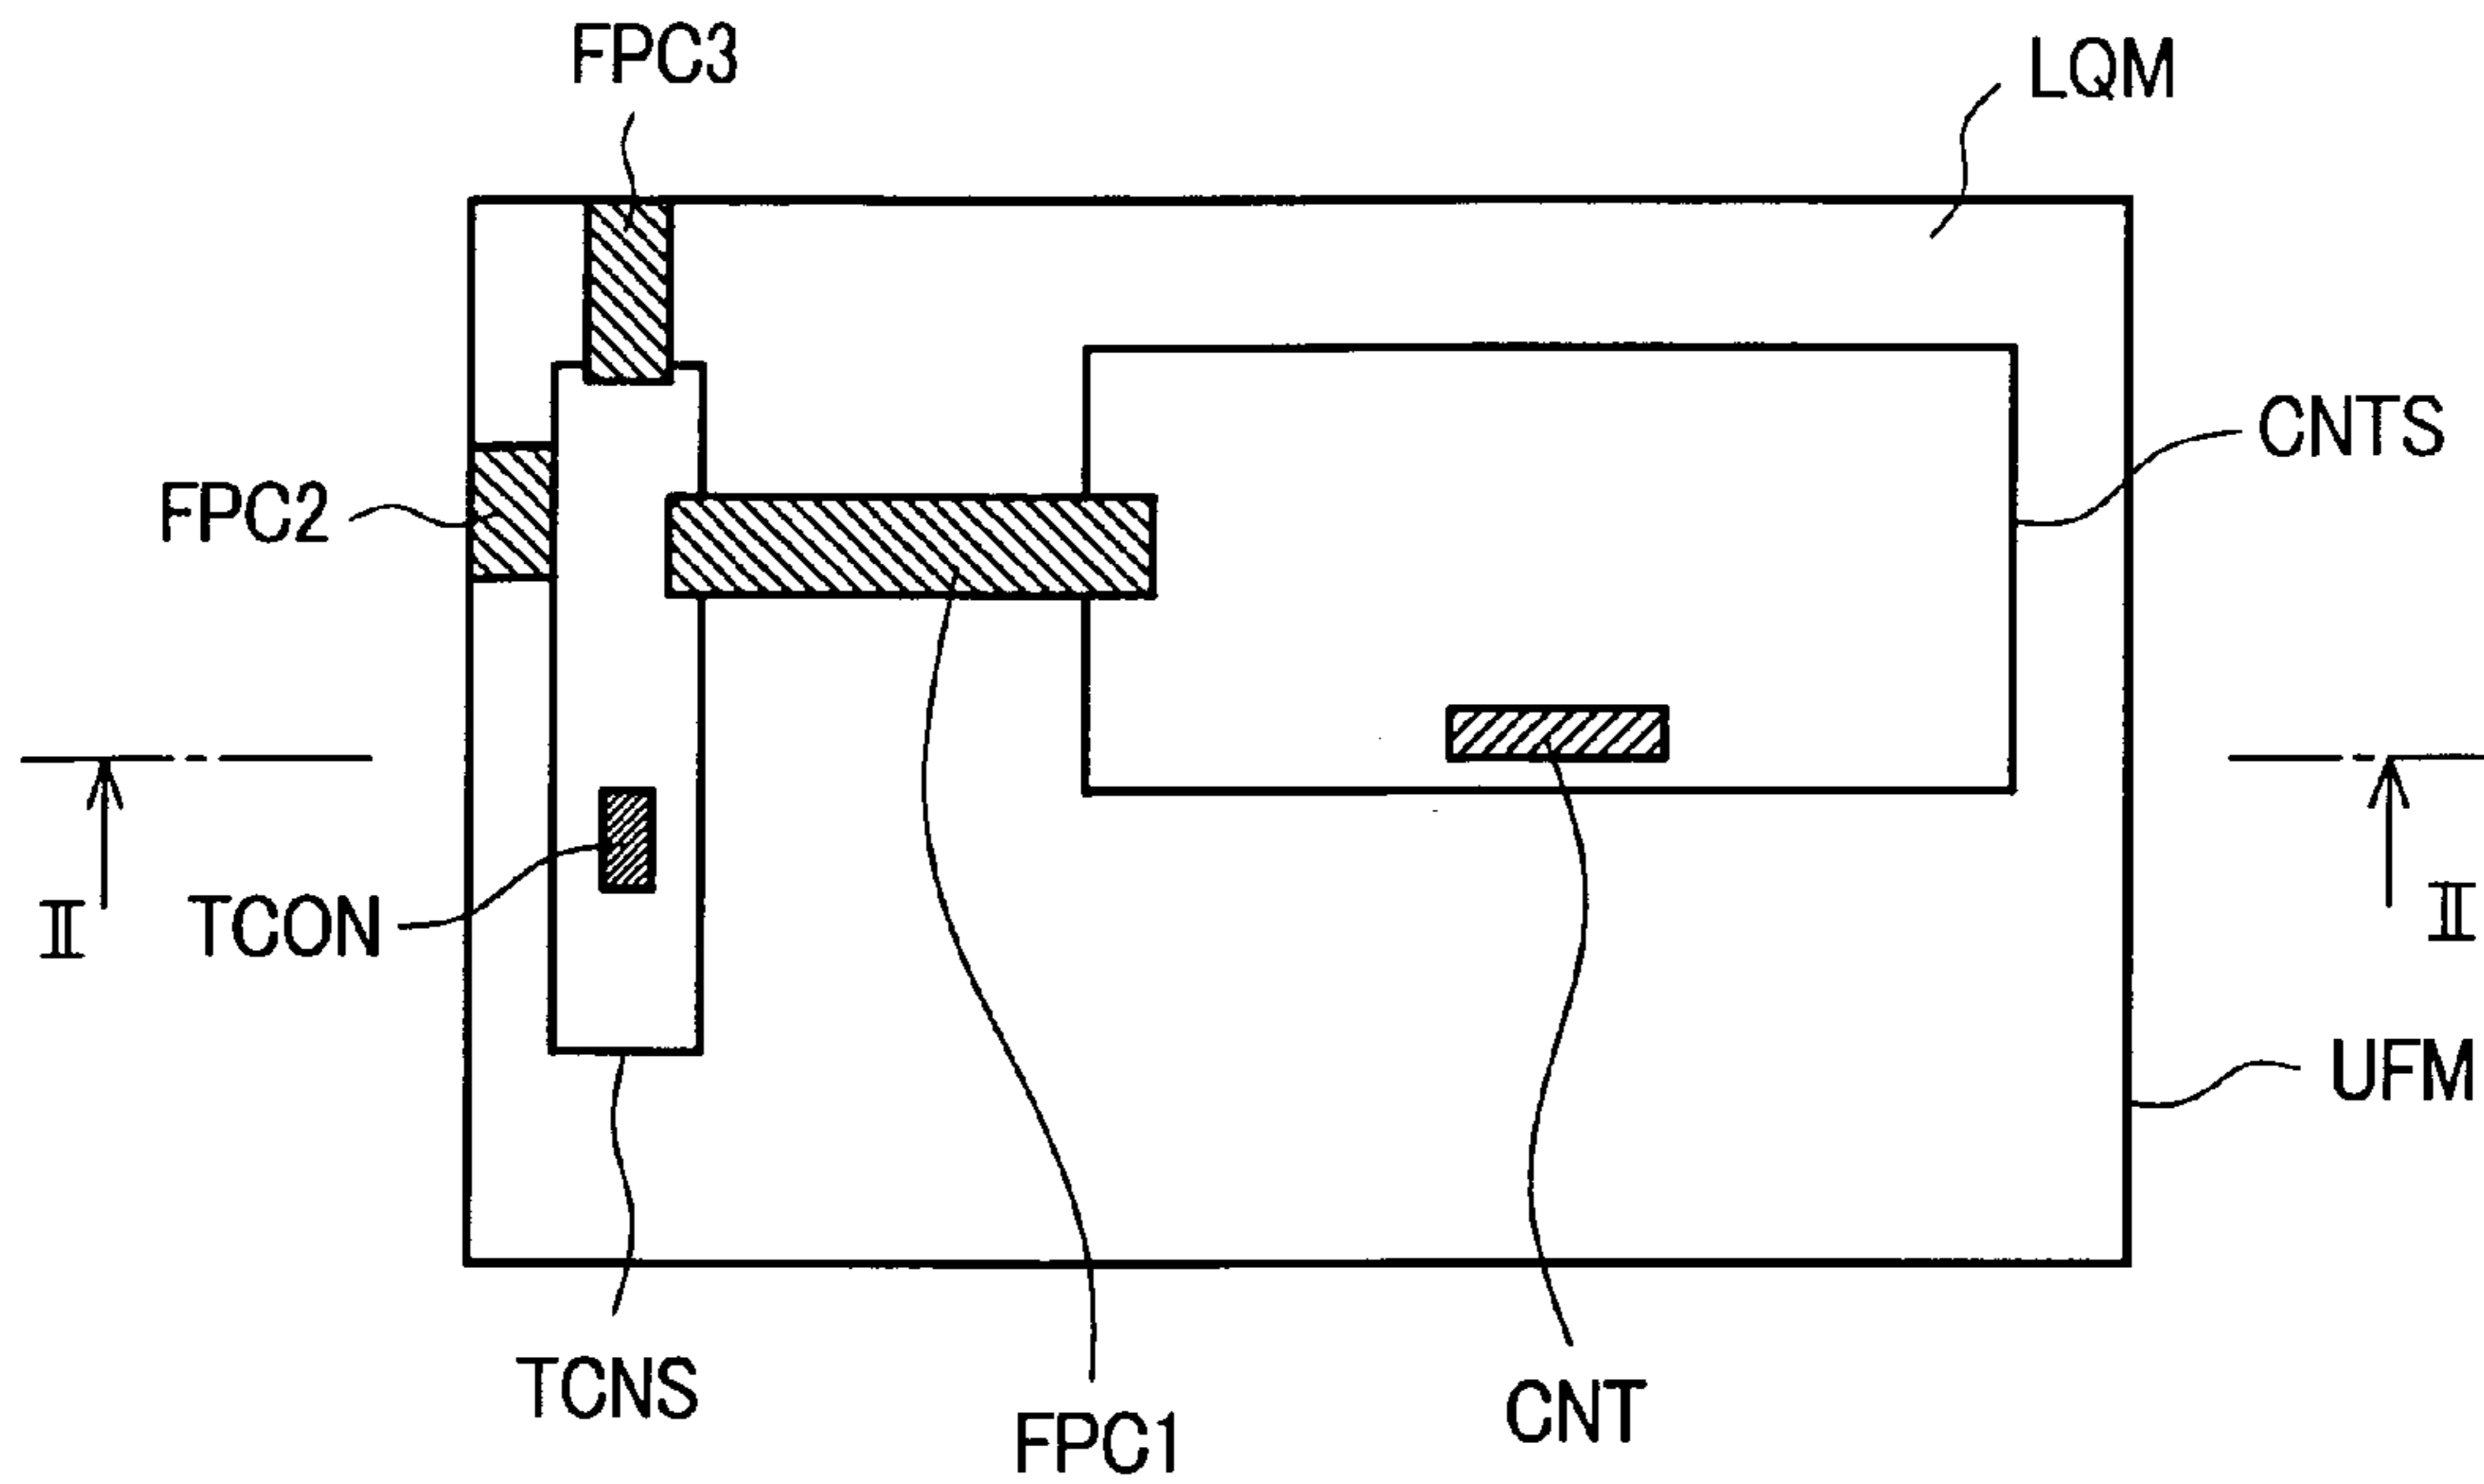 FPC3
LQM
CNTS
FPC2
II
TCON
II
UFM
TCNS
CNT
FPC1